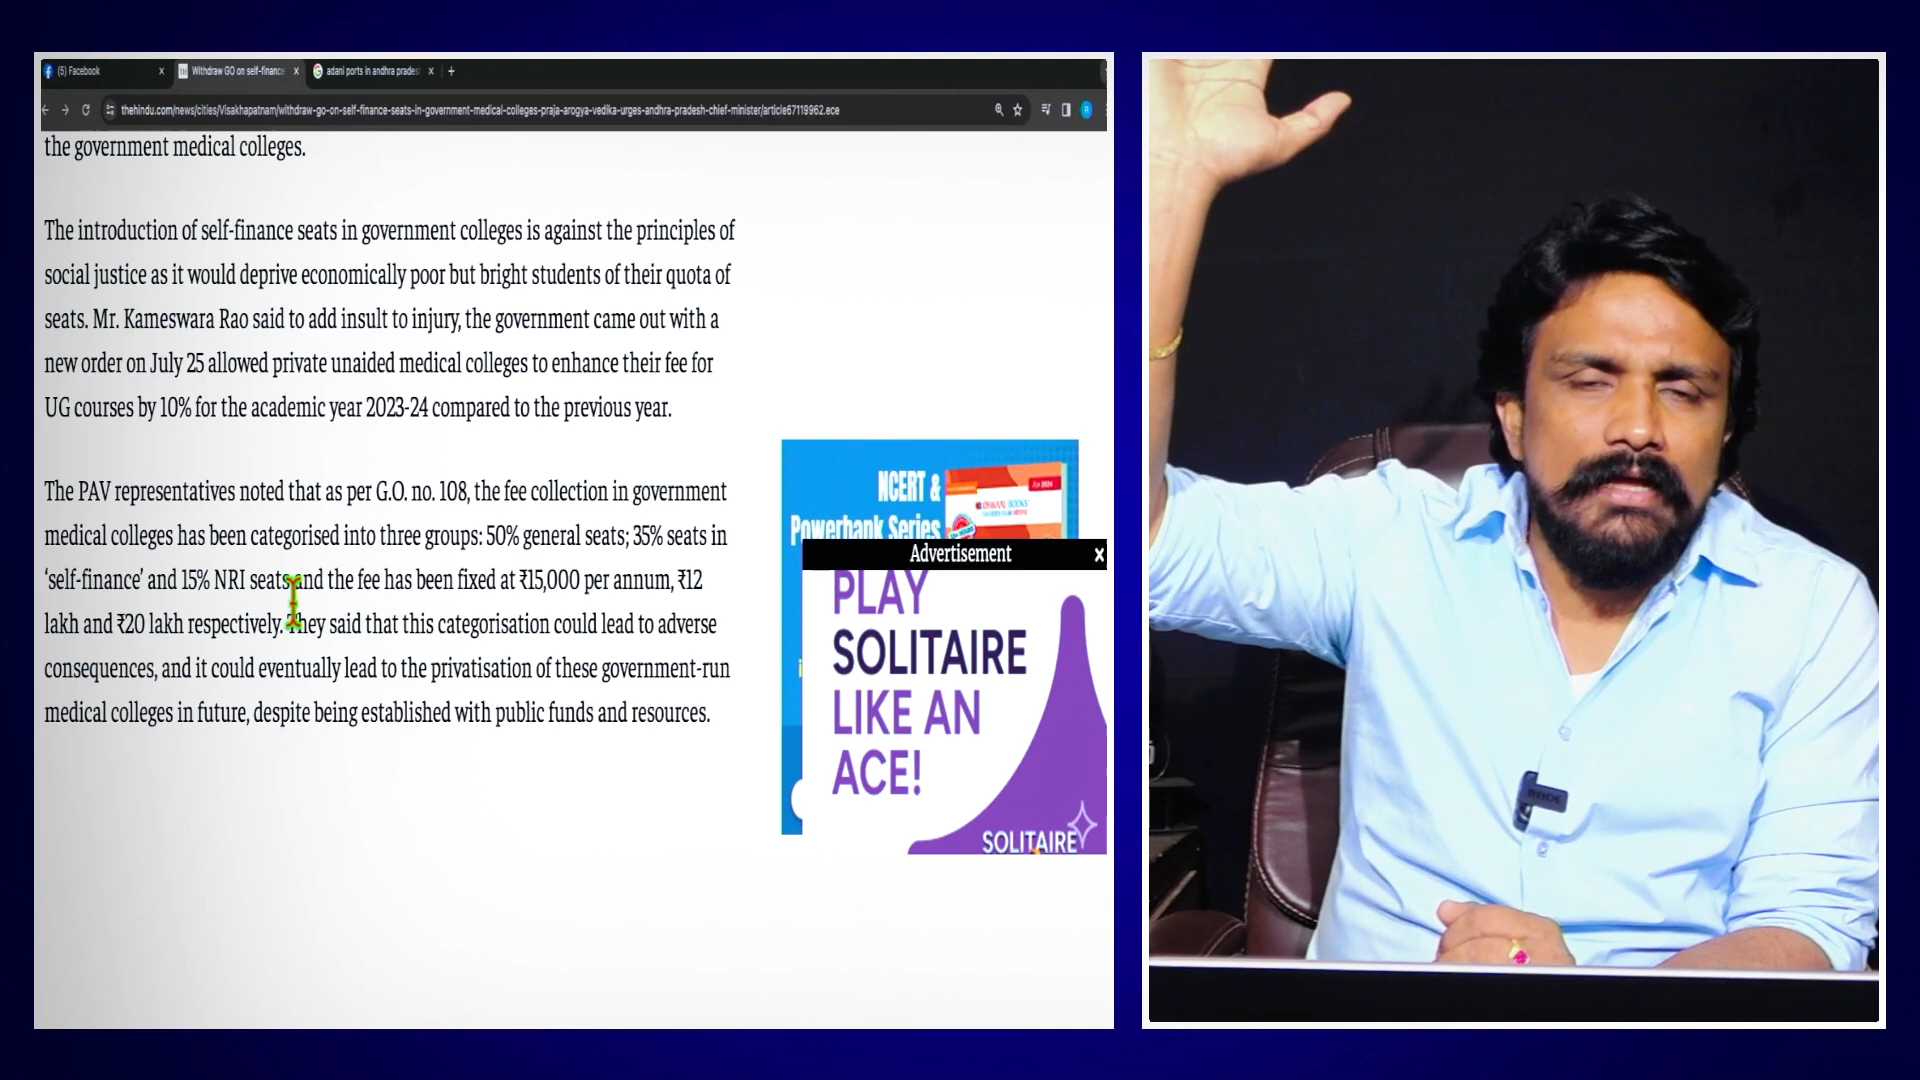 (5) Facebook
Withdraw GO on self-finance
adani ports in andhra prades
thehindu.com/news/cities/Visakhapatnam/withdraw-go-on-self-finance-seats-in-government-medical-colleges-praja-arogya-vedika-urges-andhra-pradesh-chief-minister/article67119962.ece
the government medical colleges.
The introduction of self-finance seats in government colleges is against the principles of
social justice as it would deprive economically poor but bright students of their quota of
seats. Mr. Kameswara Rao said to add insult to injury, the government came out with a
new order on July 25 allowed private unaided medical colleges to enhance their fee for
UG courses by 10% for the academic year 2023-24 compared to the previous year.
The PAV representatives noted that as per G.O. no. 108, the fee collection in government
medical colleges has been categorised into three groups: 50% general seats; 35% seats in
‘self-finance’ and 15% NRI seats and the fee has been fixed at ₹15,000 per annum, ₹12
lakh and ₹20 lakh respectively. They said that this categorisation could lead to adverse
consequences, and it could eventually lead to the privatisation of these government-run
medical colleges in future, despite being established with public funds and resources.
NCERT &
Powerbank Series
Advertisement
PLAY
SOLITAIRE
LIKE AN
ACE!
SOLITAIRE
RODE